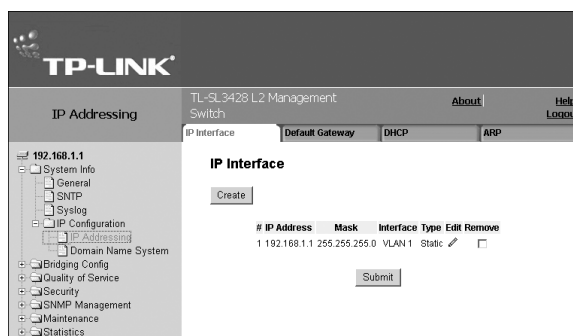 TP-LINK
IP Addressing
TL-SL3428 L2 Management Switch
About
Help
Logout
IP Interface
Default Gateway
DHCP
ARP
192.168.1.1
System Info
General
SNTP
Syslog
IP Configuration
IP Addressing
Domain Name System
Bridging Config
Quality of Service
Security
SNMP Management
Maintenance
Statistics
IP Interface
Create
# IP Address Mask Interface Type Edit Remove
1 192.168.1.1 255.255.255.0 VLAN 1 Static
Submit